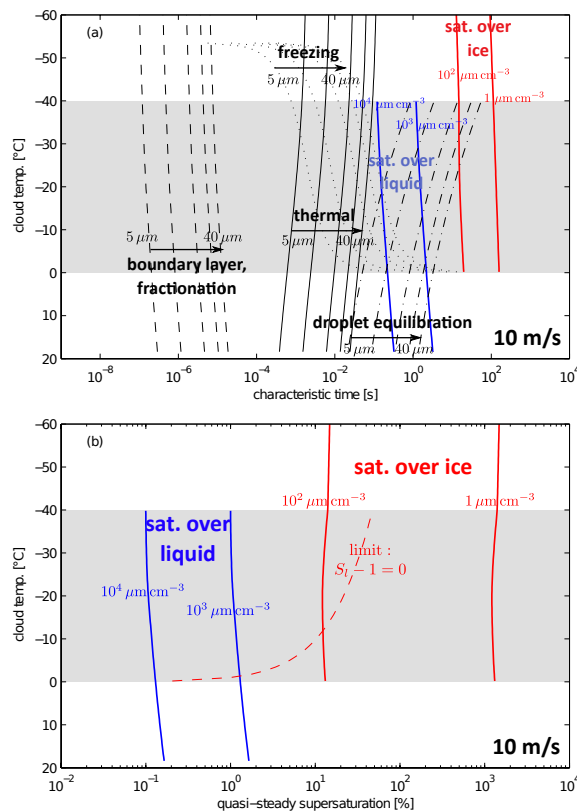 (a)
freezing
5 μm 40 μm
sat. over
ice
10² μm cm⁻³
1 μm cm⁻³
10⁴ μm cm⁻³
10³ μm cm⁻³
sat. over
liquid
thermal
5 μm 40 μm
5 μm 40 μm
boundary layer,
fractionation
droplet equilibration
5 μm 40 μm
10 m/s
−60
−50
−40
−30
−20
−10
0
10
20
cloud temp. [°C]
10⁻⁸ 10⁻⁶ 10⁻⁴ 10⁻² 10⁰ 10² 10⁴
characteristic time [s]
(b)
sat. over ice
10² μm cm⁻³
1 μm cm⁻³
sat. over
liquid
limit :
Sₗ − 1 = 0
10⁴ μm cm⁻³
10³ μm cm⁻³
10 m/s
−60
−50
−40
−30
−20
−10
0
10
20
cloud temp. [°C]
10⁻² 10⁻¹ 10⁰ 10¹ 10² 10³ 10⁴
quasi−steady supersaturation [%]